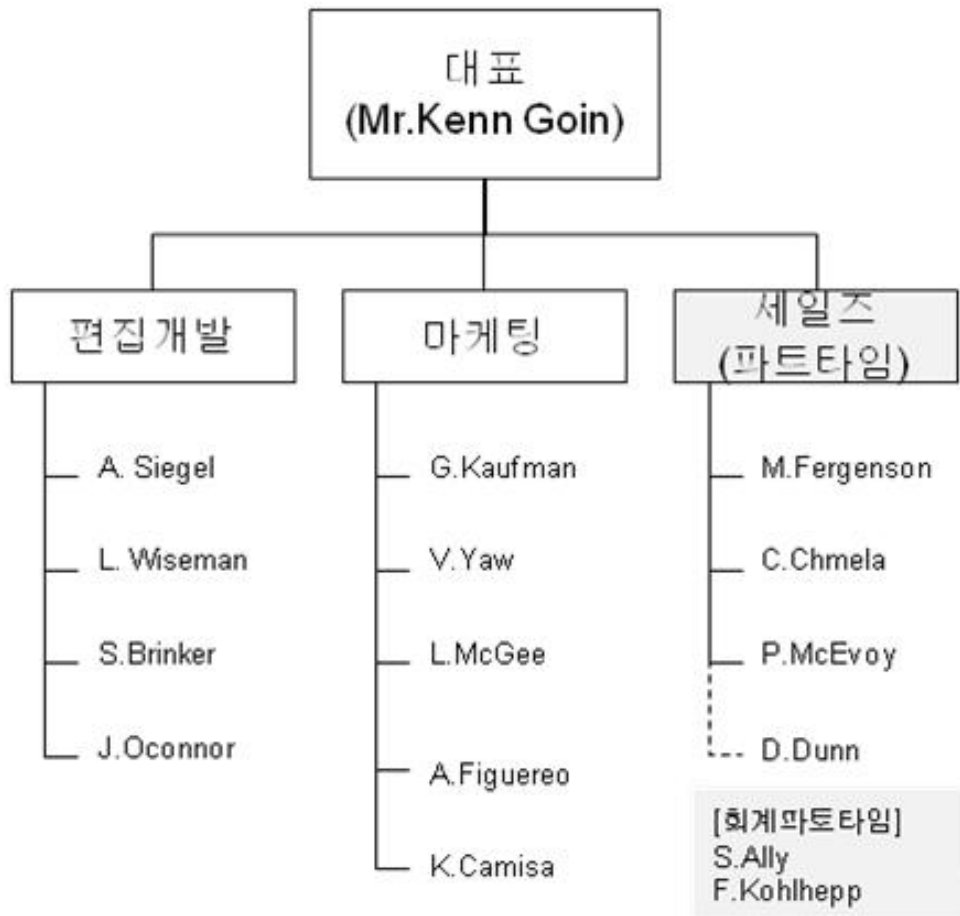 대표
(Mr.Kenn Goin)
편집개발
A. Siegel
L. Wiseman
S.Brinker
J.Oconnor
마케팅
G.Kaufman
V.Yaw
L.McGee
A.Figuereo
K.Camisa
세일즈
(파트타임)
M.Fergenson
C.Chmela
P.McEvoy
D.Dunn
[회계파토타임]
S.Ally
F.Kohlhepp